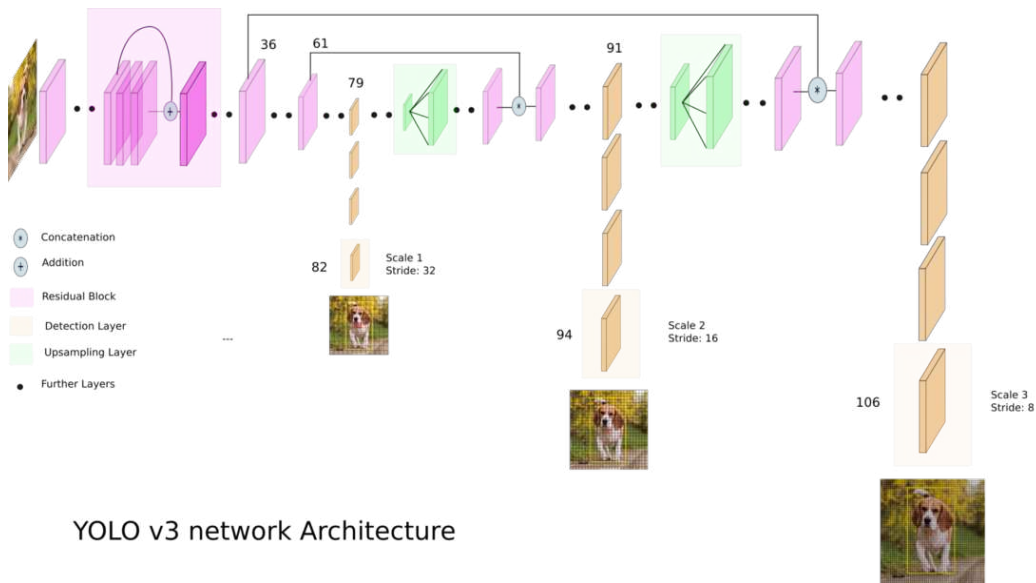 36
61
91
79
+
*
*
Concatenation
*
Addition
+
Residual Block
Detection Layer
Upsampling Layer
Further Layers
---
82
Scale 1
Stride: 32
94
Scale 2
Stride: 16
106
Scale 3
Stride: 8
YOLO v3 network Architecture